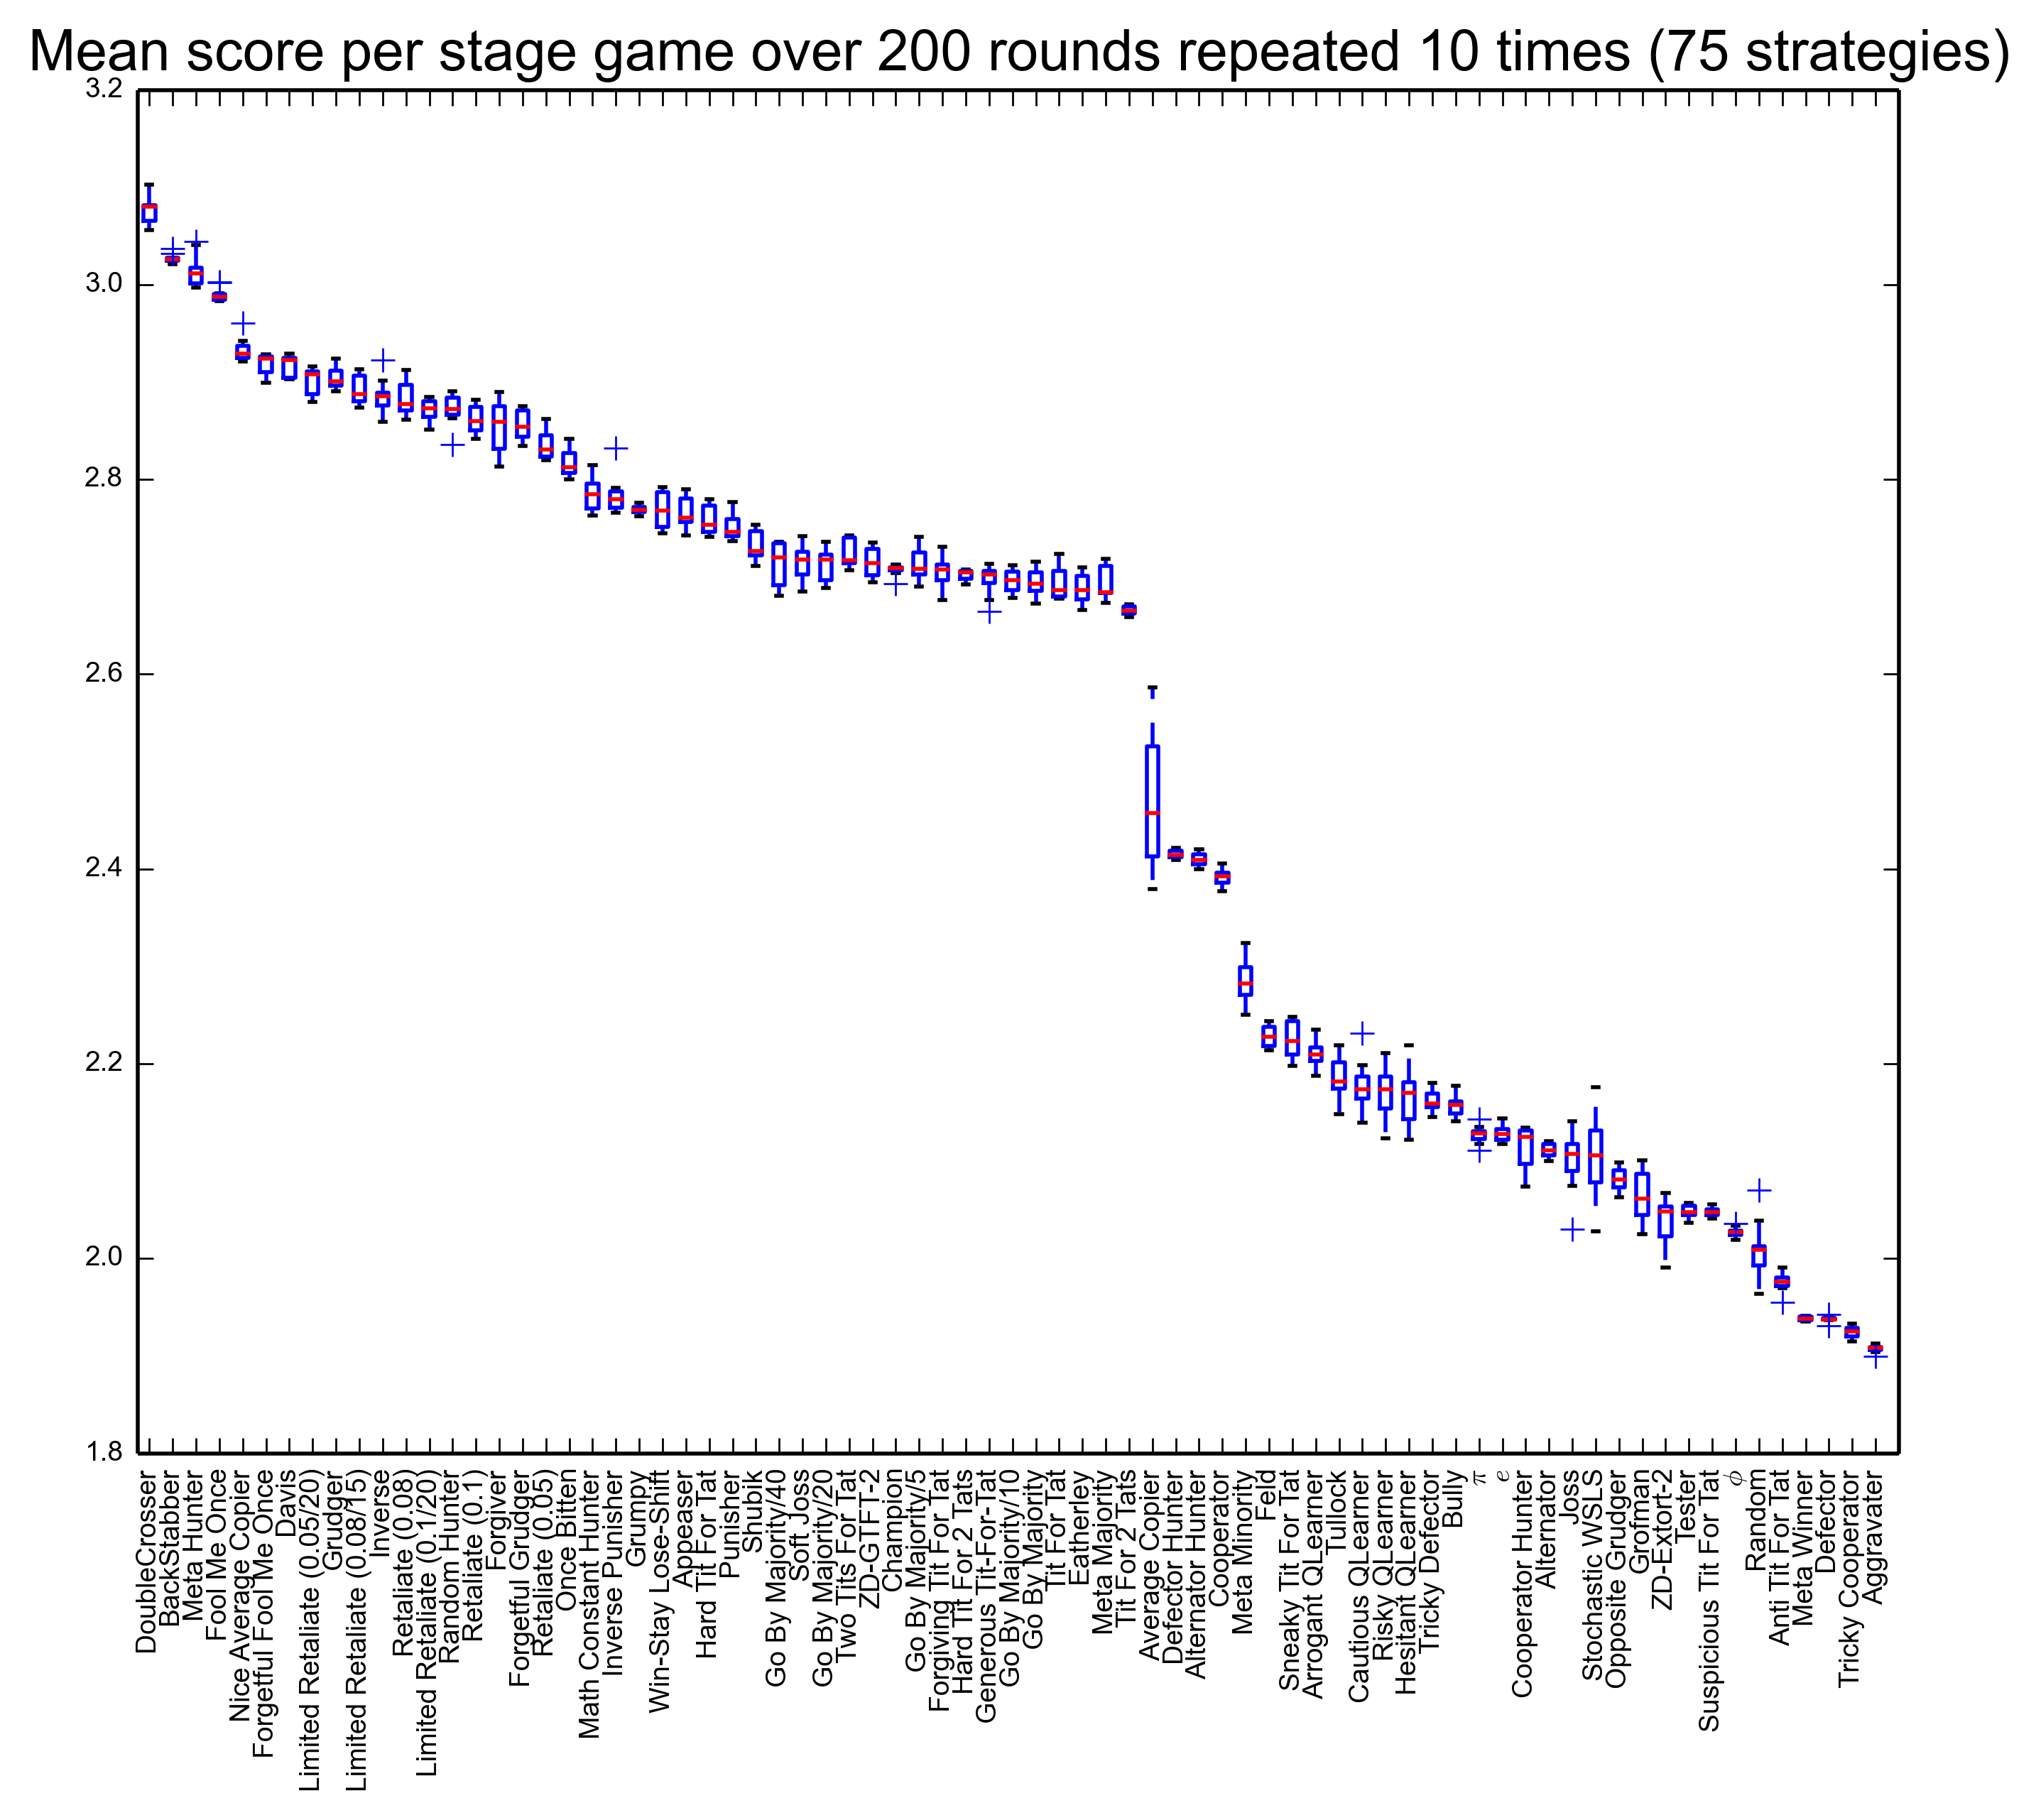 Mean score per stage game over 200 rounds repeated 10 times (75 strategies)
3.2
3.0
2.8
2.6
2.4
2.2
2.0
1.8
DoubleCrosser
BackStabber
Meta Hunter
Fool Me Once
Nice Average Copier
Forgetful Fool Me Once
Davis
Limited Retaliate (0.05/20)
Grudger
Limited Retaliate (0.08/15)
Inverse
Retaliate (0.08)
Limited Retaliate (0.1/20)
Random Hunter
Retaliate (0.1)
Forgiver
Forgetful Grudger
Retaliate (0.05)
Once Bitten
Math Constant Hunter
Inverse Punisher
Grumpy
Win-Stay Lose-Shift
Appeaser
Hard Tit For Tat
Punisher
Shubik
Go By Majority/40
Soft Joss
Go By Majority/20
Two Tits For Tat
ZD-GTFT-2
Champion
Go By Majority/5
Forgiving Tit For Tat
Hard Tit For 2 Tats
Generous Tit-For-Tat
Go By Majority/10
Go By Majority
Tit For Tat
Eatherley
Meta Majority
Tit For 2 Tats
Average Copier
Defector Hunter
Alternator Hunter
Cooperator
Meta Minority
Feld
Sneaky Tit For Tat
Arrogant QLearner
Tullock
Cautious QLearner
Risky QLearner
Hesitant QLearner
Tricky Defector
Bully
π
e
Cooperator Hunter
Alternator
Joss
Stochastic WSLS
Opposite Grudger
Grofman
ZD-Extort-2
Tester
Suspicious Tit For Tat
ϕ
Random
Anti Tit For Tat
Meta Winner
Defector
Tricky Cooperator
Aggravater